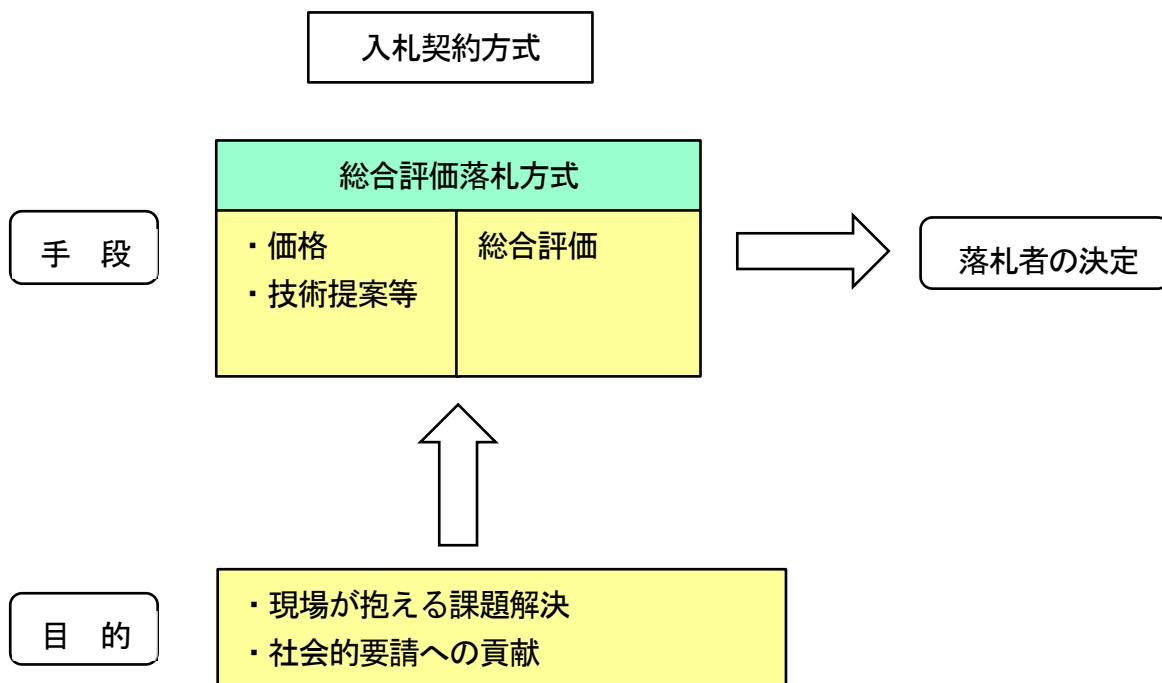 入札契約方式
総合評価落札方式
手　段
・価格
・技術提案等
総合評価
落札者の決定
目　的
・現場が抱える課題解決
・社会的要請への貢献